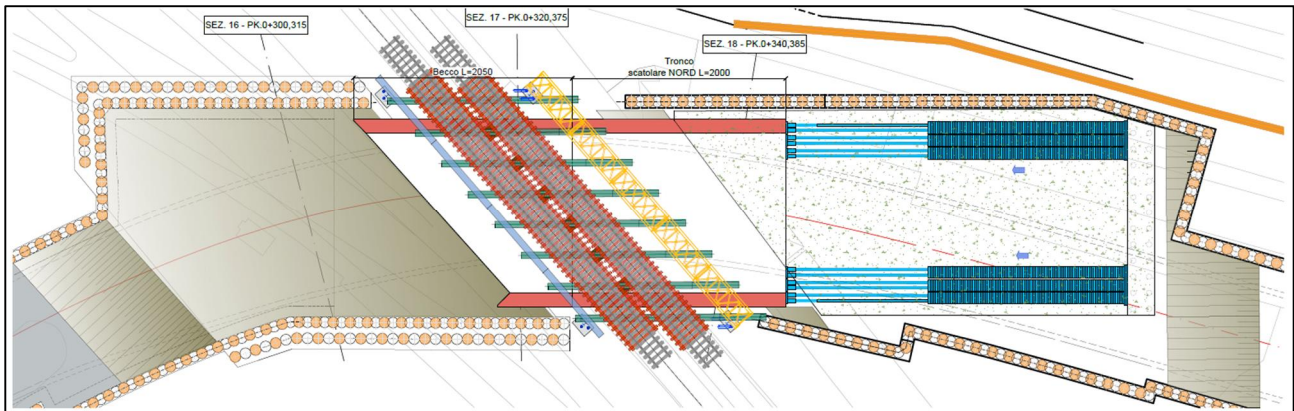 SEZ. 16 - PK.0+300,315
SEZ. 17 - PK.0+320,375
SEZ. 18 - PK.0+340,385
Becco L=2050
Tronco
scatolare NORD L=2000